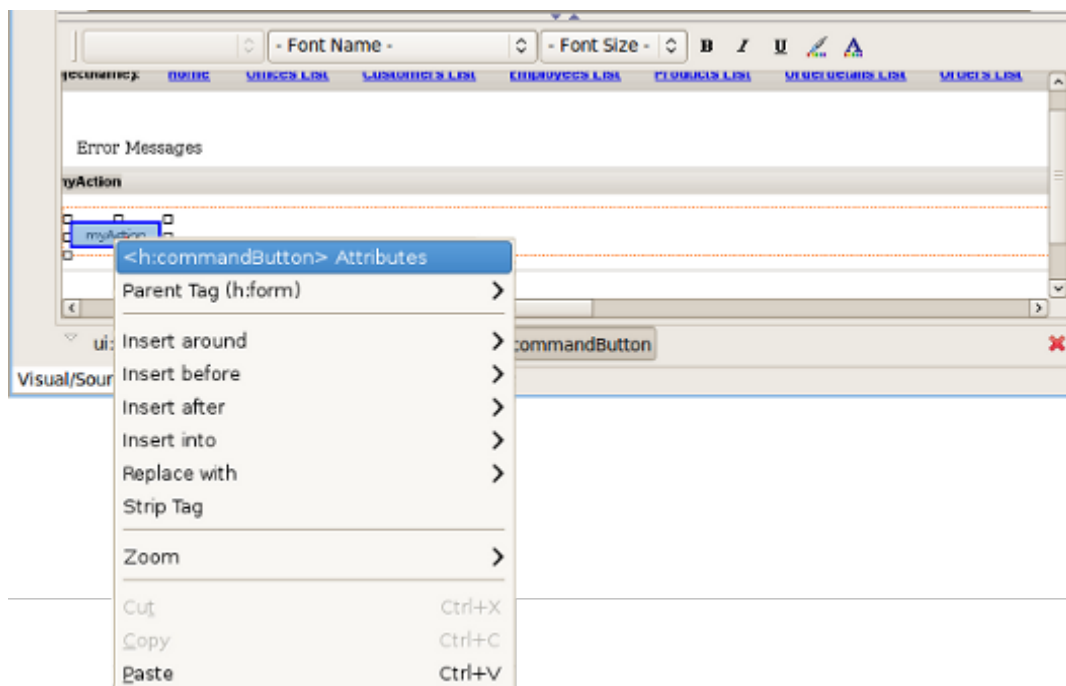 - Font Name - - Font Size - B I U A
home Offices List Customers List Employees List Products List Orderdetails List Orders List
Error Messages
myAction
myAction
<h:commandButton> Attributes
Parent Tag (h:form)
Insert around
ui: commandButton
Insert before
Visual/Sour
Insert after
Insert into
Replace with
Strip Tag
Zoom
Cut Ctrl+X
Copy Ctrl+C
Paste Ctrl+V